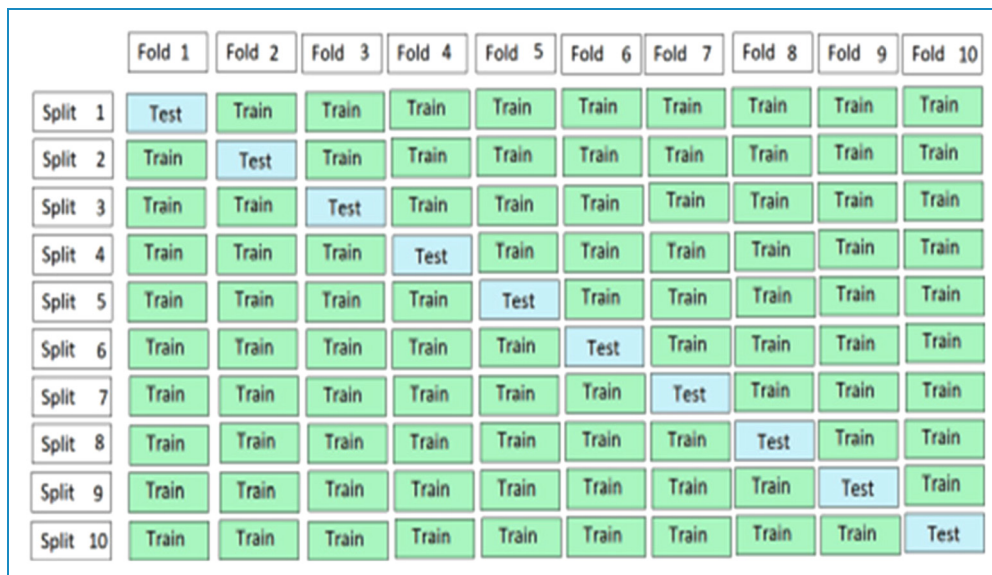 Fold 1 Fold 2 Fold 3 Fold 4 Fold 5 Fold 6 Fold 7 Fold 8 Fold 9 Fold 10
Split 1 Test Train Train Train Train Train Train Train Train Train
Split 2 Train Test Train Train Train Train Train Train Train Train
Split 3 Train Train Test Train Train Train Train Train Train Train
Split 4 Train Train Train Test Train Train Train Train Train Train
Split 5 Train Train Train Train Test Train Train Train Train Train
Split 6 Train Train Train Train Train Test Train Train Train Train
Split 7 Train Train Train Train Train Train Test Train Train Train
Split 8 Train Train Train Train Train Train Train Test Train Train
Split 9 Train Train Train Train Train Train Train Train Test Train
Split 10 Train Train Train Train Train Train Train Train Train Test